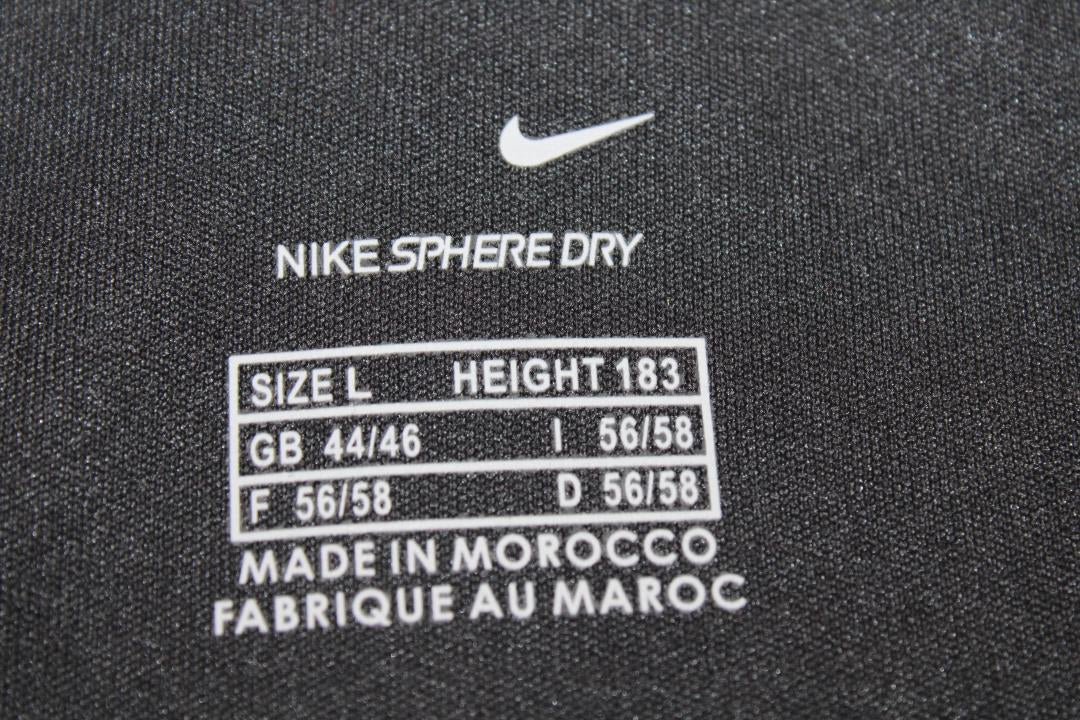 NIKE SPHERE DRY
SIZE L HEIGHT 183
GB 44/46 I 56/58
F 56/58 D 56/58
MADE IN MOROCCO
FABRIQUE AU MAROC